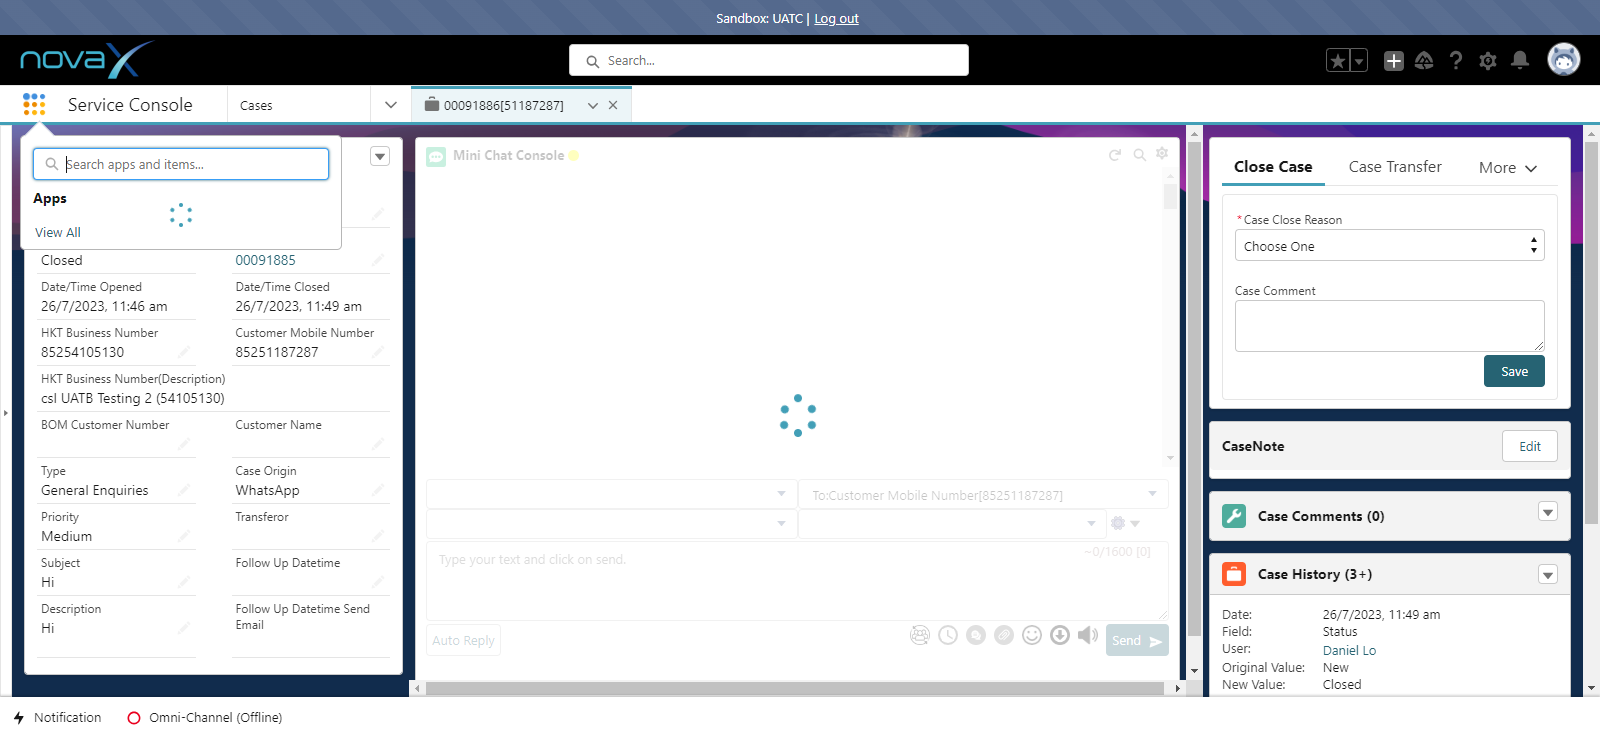 Sandbox: UATC | Log out
novaX
Search...
Service Console
Cases
00091886[51187287]
Search apps and items...
Apps
View All
Closed
00091885
Date/Time Opened
Date/Time Closed
26/7/2023, 11:46 am
26/7/2023, 11:49 am
HKT Business Number
Customer Mobile Number
85254105130
85251187287
HKT Business Number(Description)
csl UATB Testing 2 (54105130)
BOM Customer Number
Customer Name
Type
Case Origin
General Enquiries
WhatsApp
Priority
Transferor
Medium
Subject
Follow Up Datetime
Hi
Description
Follow Up Datetime Send
Email
Hi
Mini Chat Console
To:Customer Mobile Number[85251187287]
Type your text and click on send.
~0/1600 [0]
Auto Reply
Send
Close Case
Case Transfer
More
*Case Close Reason
Choose One
Case Comment
Save
CaseNote
Edit
Case Comments (0)
Case History (3+)
Date: 26/7/2023, 11:49 am
Field: Status
User: Daniel Lo
Original Value: New
New Value: Closed
Notification
Omni-Channel (Offline)